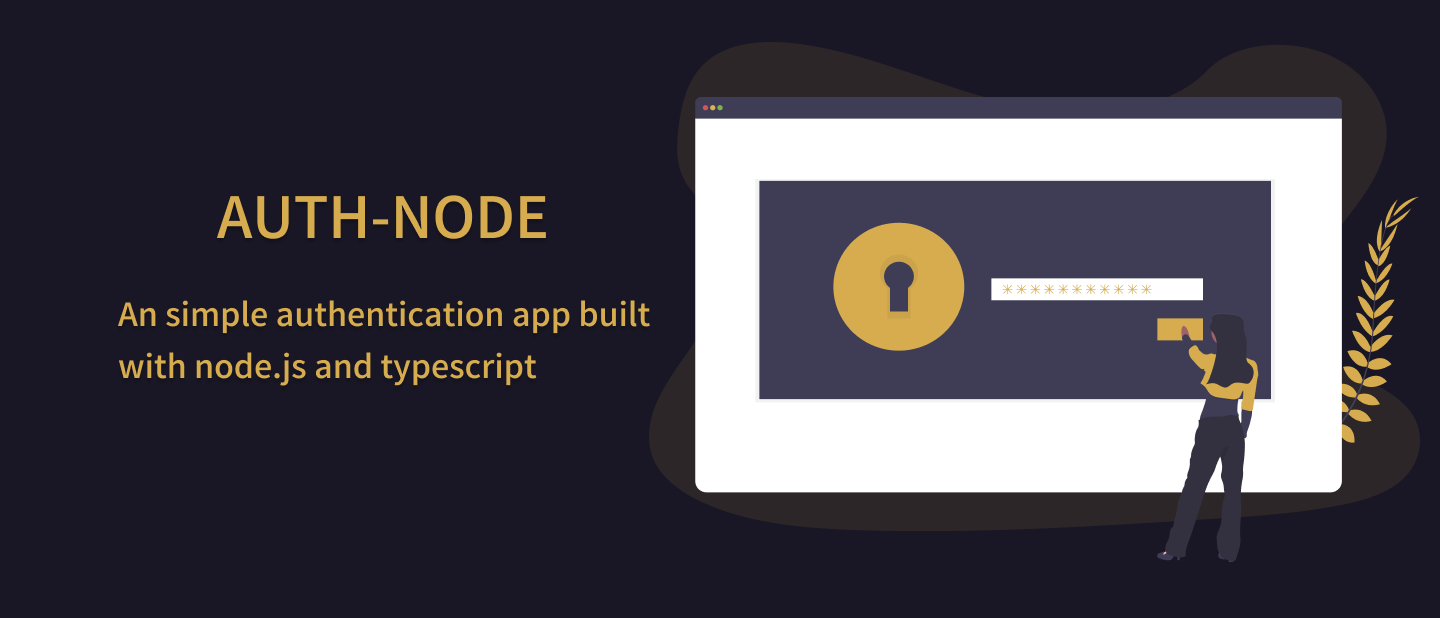 AUTH-NODE
An simple authentication app built
with node.js and typescript
***********